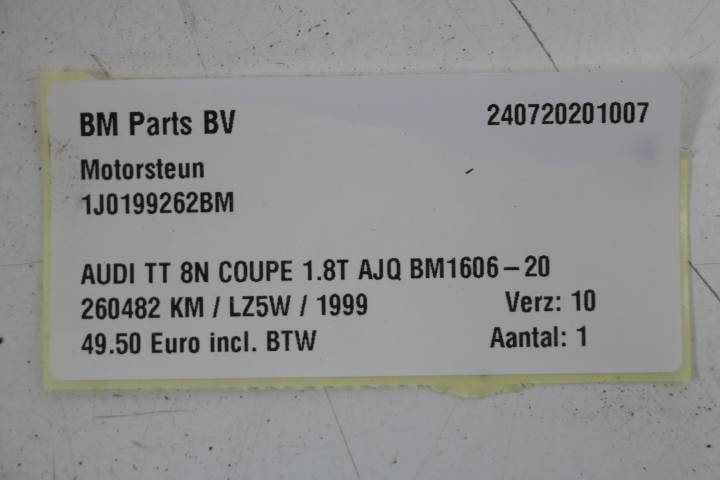 BM Parts BV 240720201007
Motorsteun
1J0199262BM
AUDI TT 8N COUPE 1.8T AJQ BM1606-20
260482 KM / LZ5W / 1999 Verz: 10
49.50 Euro incl. BTW Aantal: 1